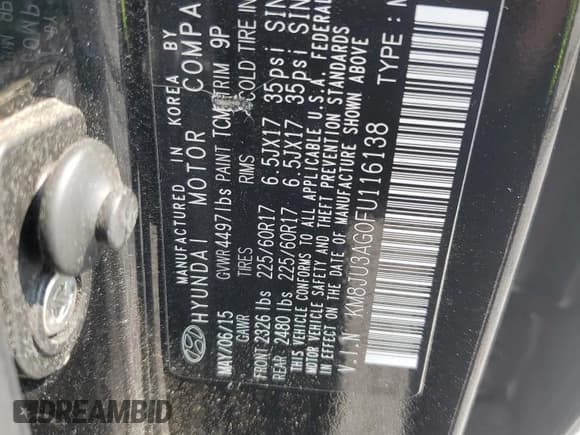 MANUFACTURED IN KOREA BY
HYUNDAI MOTOR COMPA
MAY/06/15 GVWR 4497lbs PAINT TCM TRIM 9P
GAWR TIRES RIMS COLD TIRE IN
FRONT 2326 lbs 225/60R17 6.5JX17 35psi SIN
REAR 2480 lbs 225/60R17 6.5JX17 35psi SIN
THIS VEHICLE CONFORMS TO ALL APPLICABLE U.S.A. FEDERAL
MOTOR VEHICLE SAFETY AND THEFT PREVENTION STANDARDS
IN EFFECT ON THE DATE OF MANUFACTURE SHOWN ABOVE
V.I.N KM8JU3AG0FU116138 TYPE : M
DREAMBID